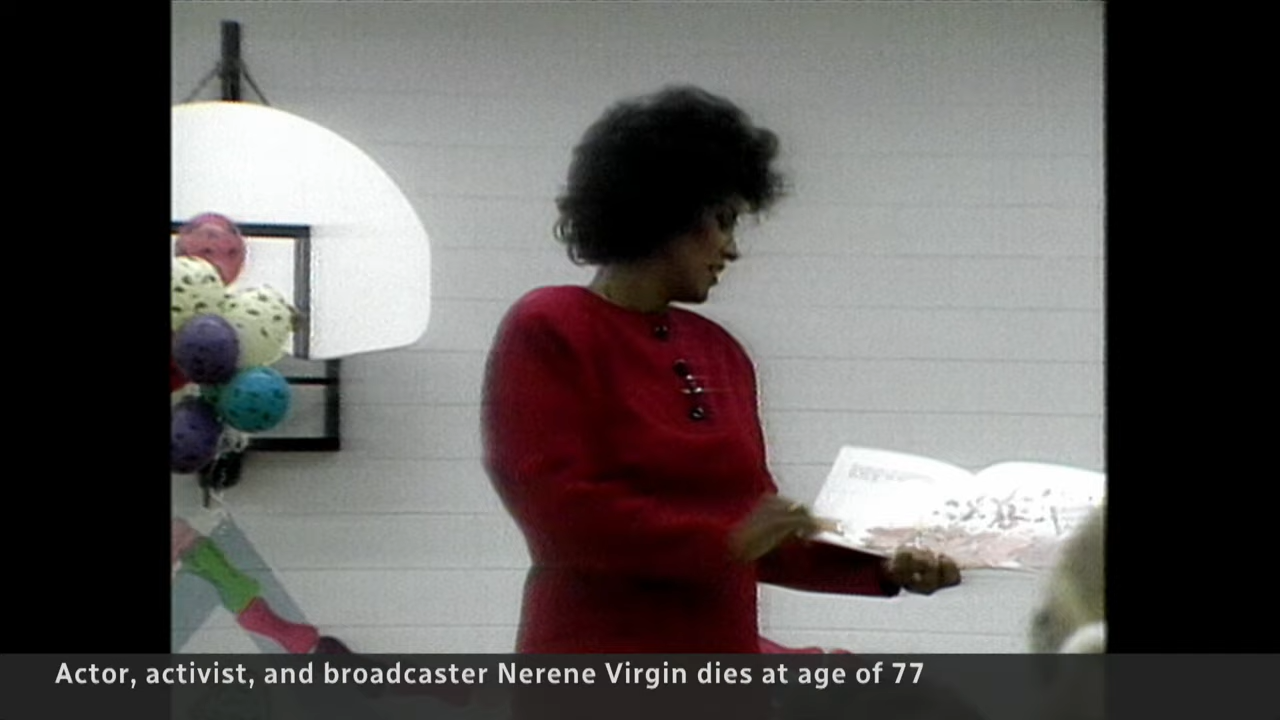 Actor, activist, and broadcaster Nerene Virgin dies at age of 77